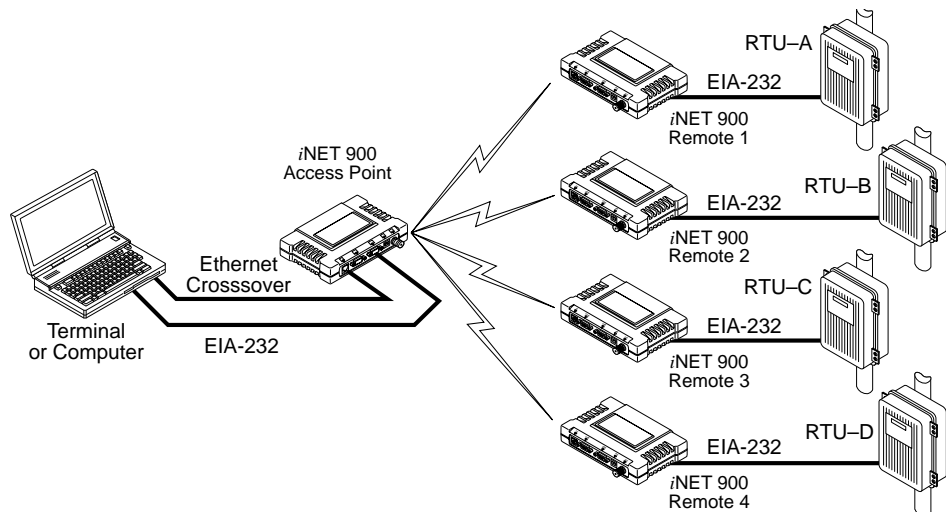 RTU–A
EIA-232
iNET 900
Remote 1
iNET 900
Access Point
RTU–B
EIA-232
iNET 900
Remote 2
Ethernet
Crosssover
Terminal
or Computer
EIA-232
RTU–C
EIA-232
iNET 900
Remote 3
RTU–D
EIA-232
iNET 900
Remote 4